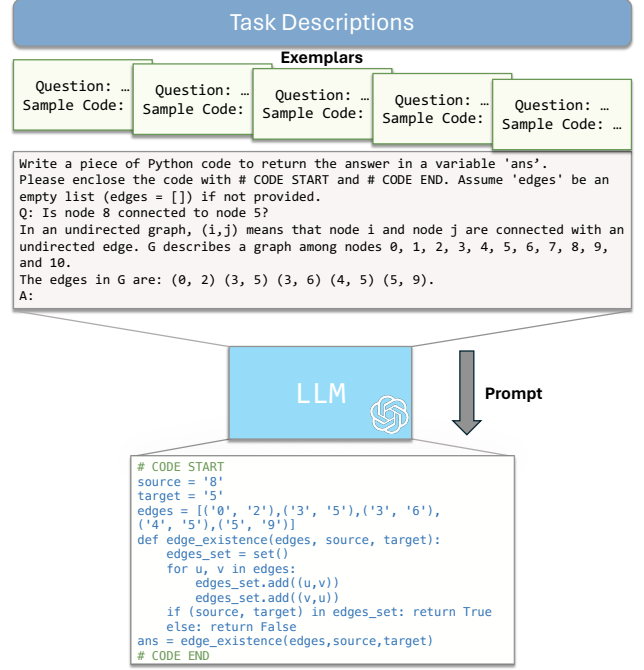 Task Descriptions
Exemplars
Question: …
Sample Code:
Question: …
Sample Code:
Question: …
Sample Code:
Question: …
Sample Code:
Question: …
Sample Code: …
Write a piece of Python code to return the answer in a variable 'ans’.
Please enclose the code with # CODE START and # CODE END. Assume 'edges' be an
empty list (edges = []) if not provided.
Q: Is node 8 connected to node 5?
In an undirected graph, (i,j) means that node i and node j are connected with an
undirected edge. G describes a graph among nodes 0, 1, 2, 3, 4, 5, 6, 7, 8, 9,
and 10.
The edges in G are: (0, 2) (3, 5) (3, 6) (4, 5) (5, 9).
A:
LLM
Prompt
# CODE START
source = '8'
target = '5'
edges = [('0', '2'),('3', '5'),('3', '6'),
('4', '5'),('5', '9')]
def edge_existence(edges, source, target):
    edges_set = set()
    for u, v in edges:
        edges_set.add((u,v))
        edges_set.add((v,u))
    if (source, target) in edges_set: return True
    else: return False
ans = edge_existence(edges,source,target)
# CODE END